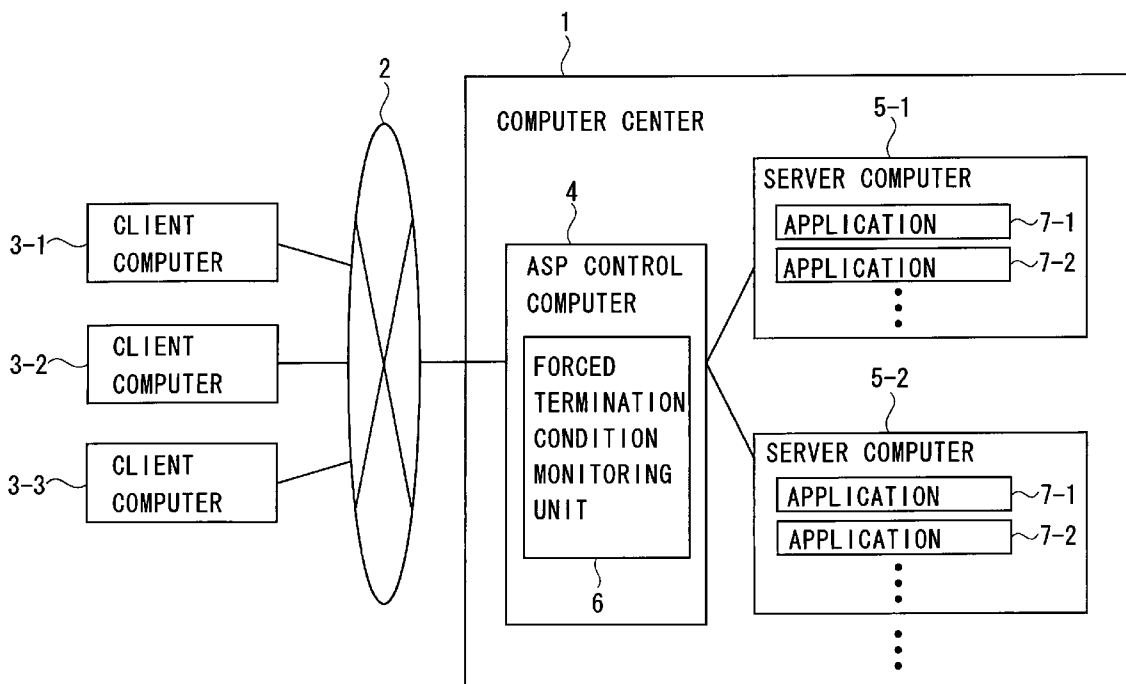 1
2
COMPUTER CENTER
5-1
SERVER COMPUTER
APPLICATION
7-1
APPLICATION
7-2
4
ASP CONTROL
COMPUTER
FORCED
TERMINATION
CONDITION
MONITORING
UNIT
6
3-1
CLIENT
COMPUTER
3-2
CLIENT
COMPUTER
3-3
CLIENT
COMPUTER
5-2
SERVER COMPUTER
APPLICATION
7-1
APPLICATION
7-2